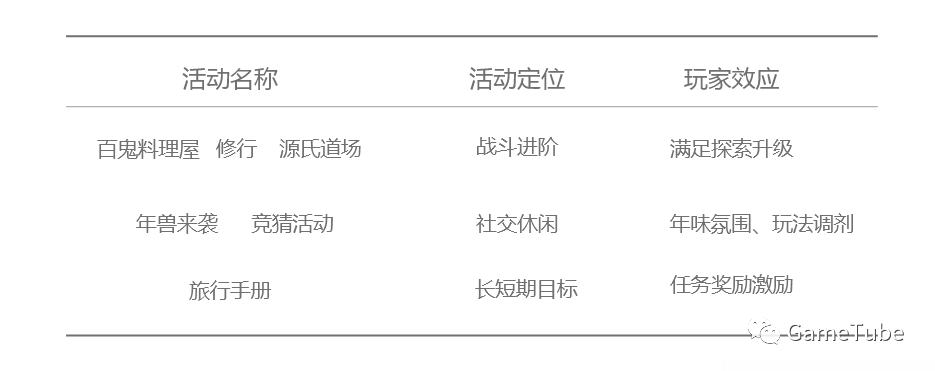 活动名称 活动定位 玩家效应
百鬼料理屋 修行 源氏道场 战斗进阶 满足探索升级
年兽来袭 竞猜活动 社交休闲 年味氛围、玩法调剂
旅行手册 长短期目标 任务奖励激励
GameTube